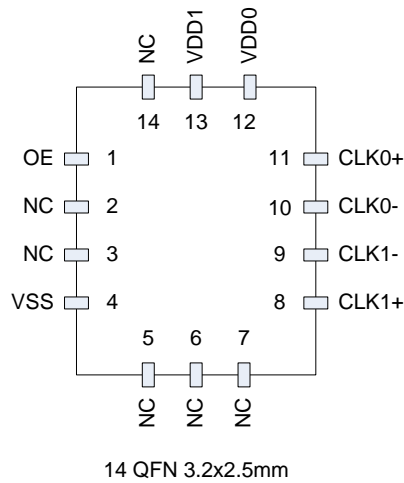 NC VDD1 VDD0
14 13 12
OE 1 11 CLK0+
NC 2 10 CLK0-
NC 3 9 CLK1-
VSS 4 8 CLK1+
5 6 7
NC NC NC
14 QFN 3.2x2.5mm